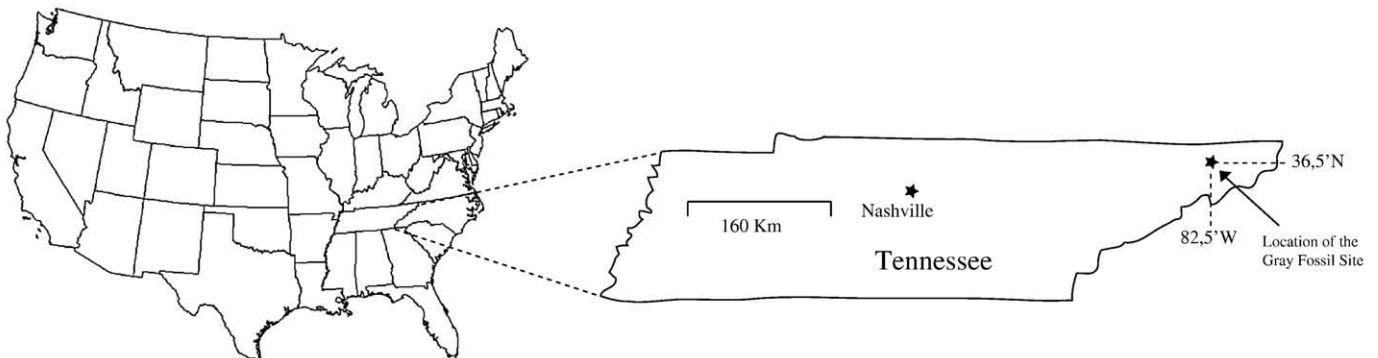 36,5’N
Nashville
160 Km
82,5’W
Tennessee
Location of the
Gray Fossil Site